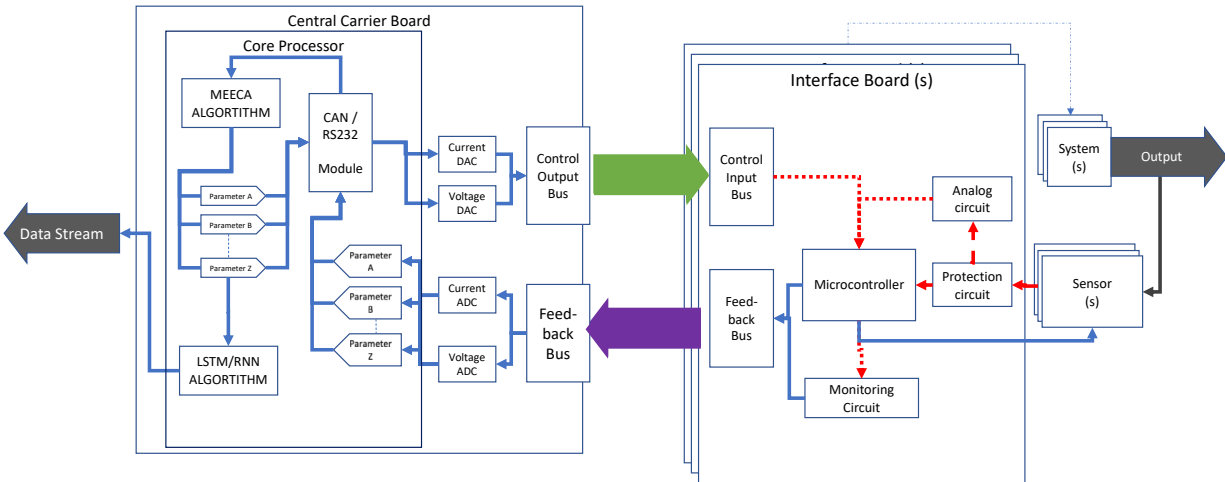 Central Carrier Board
Core Processor
MEECA
ALGORTITHM
CAN /
RS232
Module
Parameter A
Parameter B
Parameter Z
LSTM/RNN
ALGORTITHM
Data Stream
Current
DAC
Voltage
DAC
Control
Output
Bus
Parameter
A
Parameter
B
Parameter
Z
Current
ADC
Voltage
ADC
Feed-
back
Bus
Interface Board (s)
Control
Input
Bus
Analog
circuit
Microcontroller
Protection
circuit
Feed-
back
Bus
Monitoring
Circuit
System
(s)
Output
Sensor
(s)